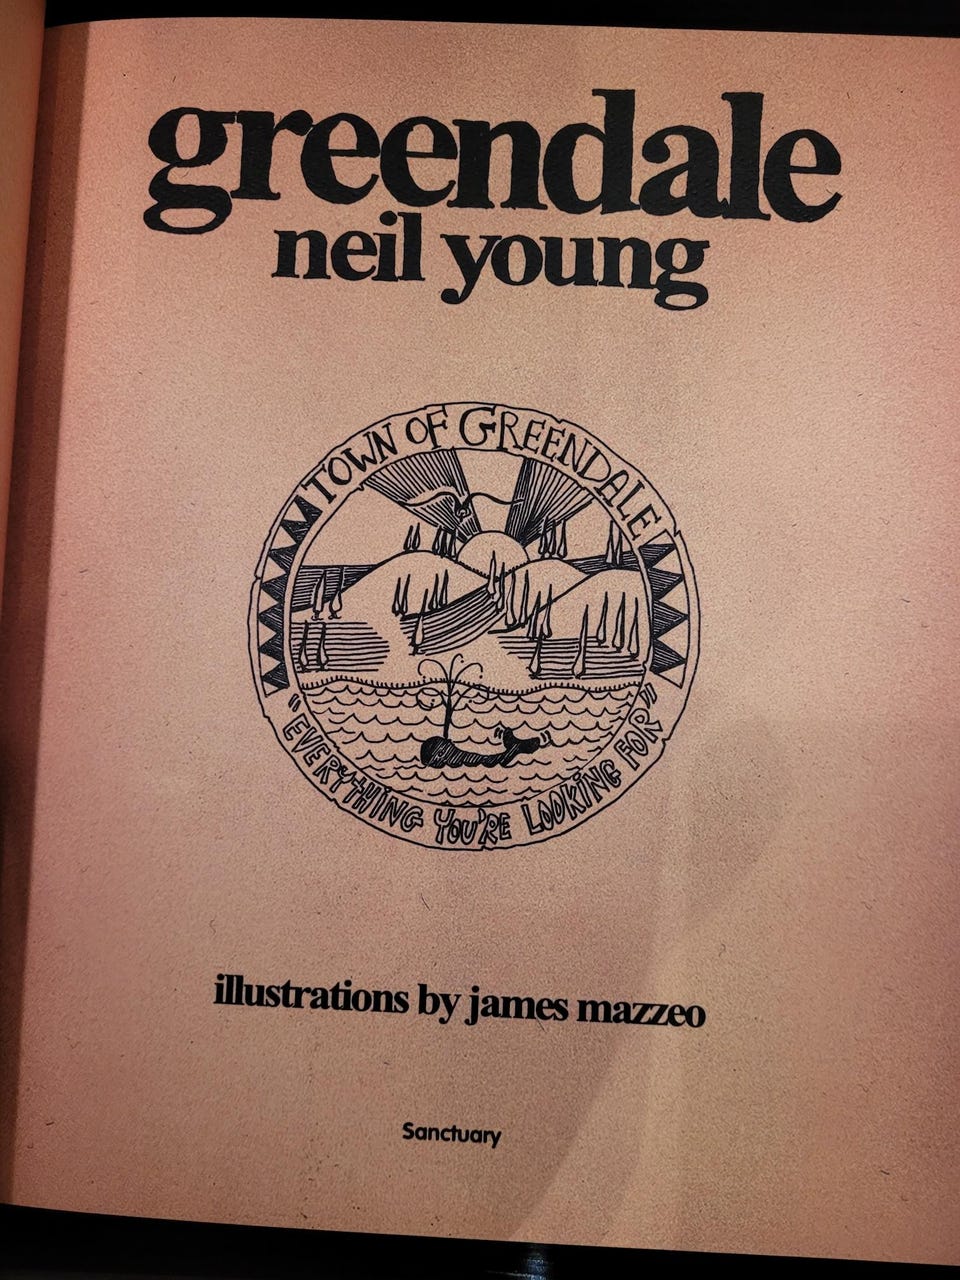 greendale
neil young
TOWN OF GREENDALE
"EVERYTHING YOU'RE LOOKING FOR"
illustrations by james mazzeo
Sanctuary